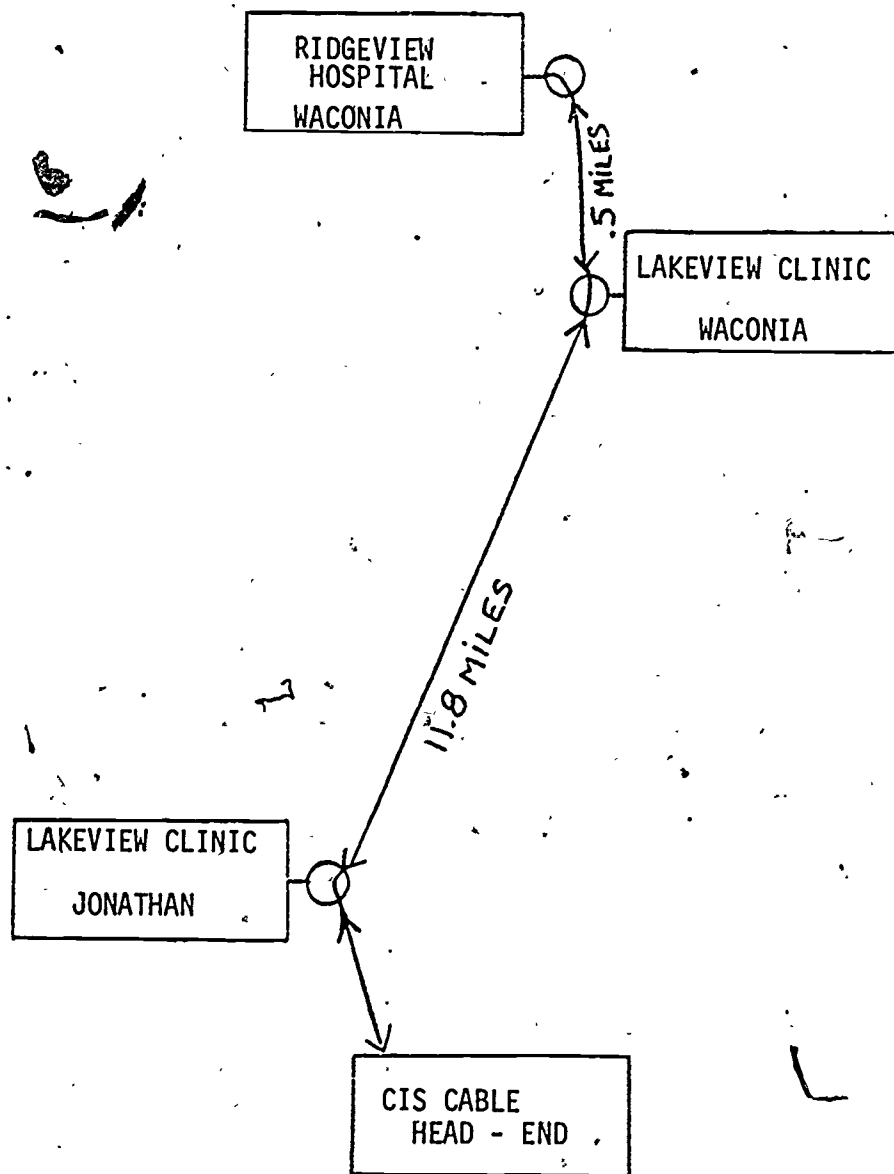 RIDGEVIEW
HOSPITAL
WACONIA
.5 MILES
LAKEVIEW CLINIC
WACONIA
11.8 MILES
LAKEVIEW CLINIC
JONATHAN
CIS CABLE
HEAD - END